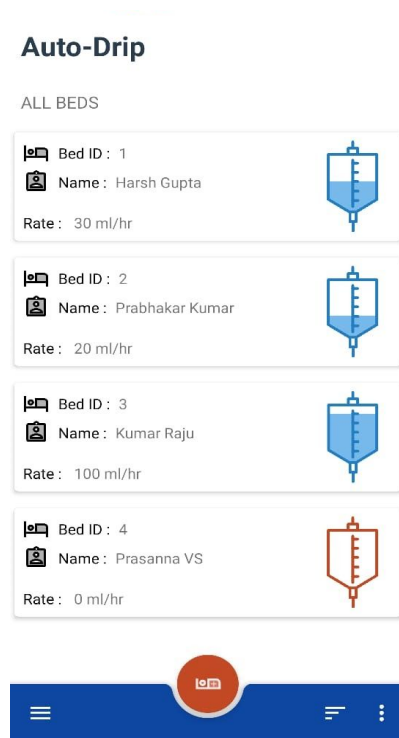 Auto-Drip
ALL BEDS
Bed ID : 1
Name : Harsh Gupta
Rate : 30 ml/hr
Bed ID : 2
Name : Prabhakar Kumar
Rate : 20 ml/hr
Bed ID : 3
Name : Kumar Raju
Rate : 100 ml/hr
Bed ID : 4
Name : Prasanna VS
Rate : 0 ml/hr